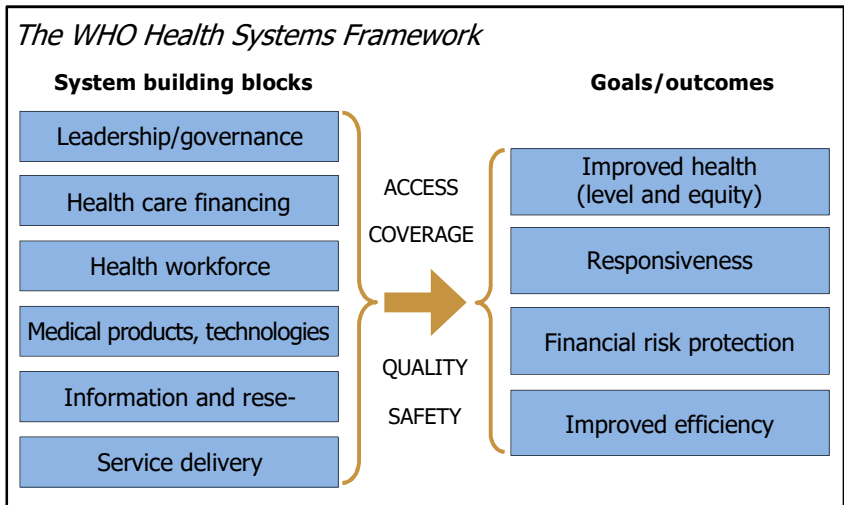 The WHO Health Systems Framework
System building blocks
Leadership/governance
Health care financing
Health workforce
Medical products, technologies
Information and rese-
Service delivery
ACCESS
COVERAGE
QUALITY
SAFETY
Goals/outcomes
Improved health
(level and equity)
Responsiveness
Financial risk protection
Improved efficiency